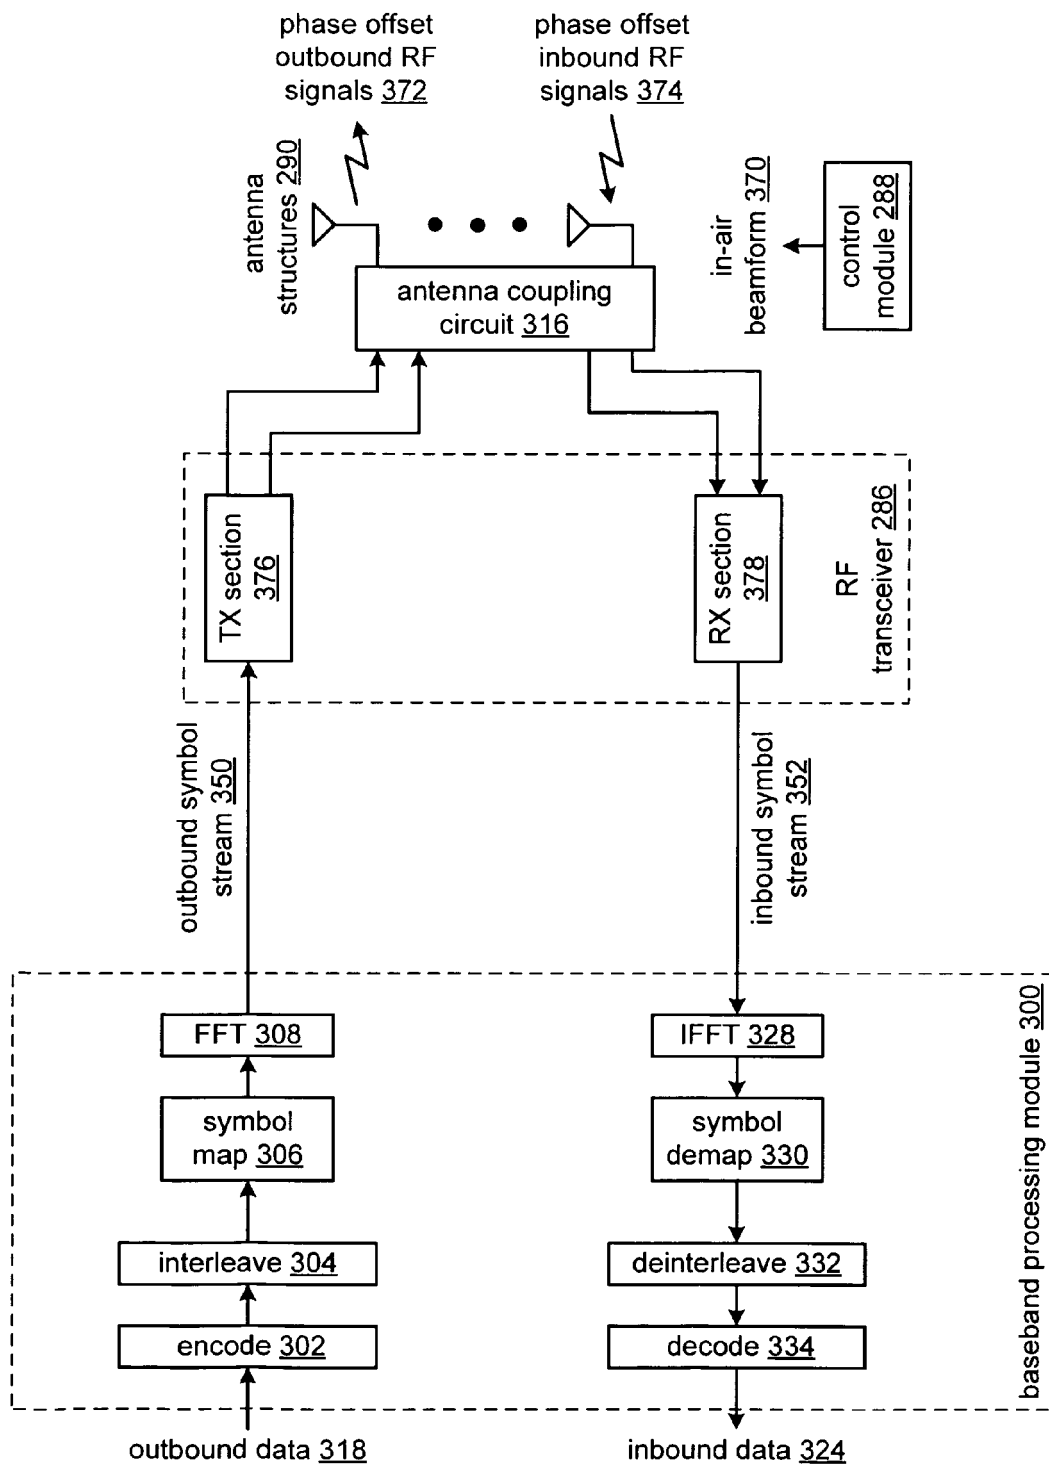 phase offset
outbound RF
signals 372
phase offset
inbound RF
signals 374
antenna
structures 290
in-air
beamform 370
control
module 288
antenna coupling
circuit 316
TX section
376
RX section
378
RF
transceiver 286
outbound symbol
stream 350
inbound symbol
stream 352
FFT 308
IFFT 328
symbol
map 306
symbol
demap 330
interleave 304
deinterleave 332
encode 302
decode 334
baseband processing module 300
outbound data 318
inbound data 324